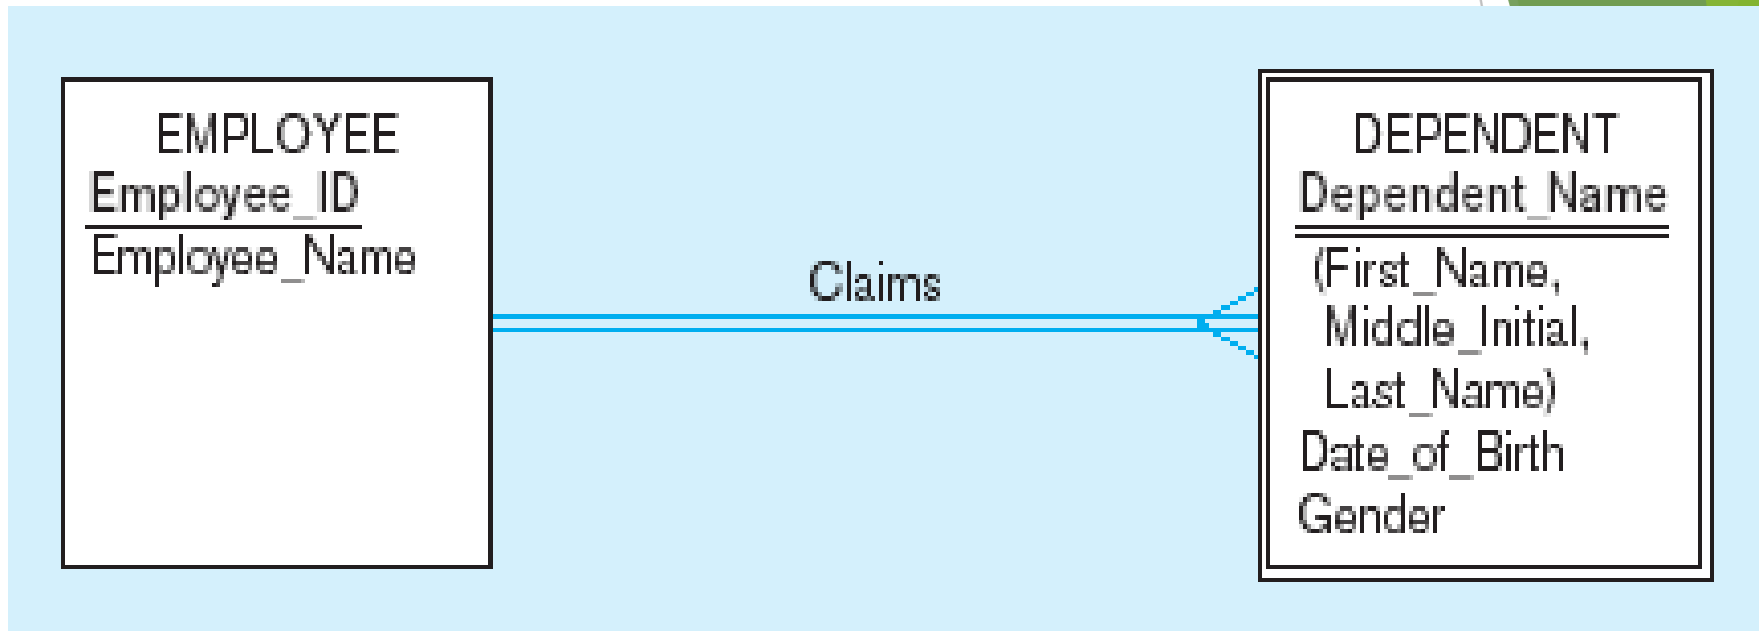 EMPLOYEE
Employee_ID
Employee_Name
Claims
DEPENDENT
Dependent_Name
(First_Name,
Middle_Initial,
Last_Name)
Date_of_Birth
Gender